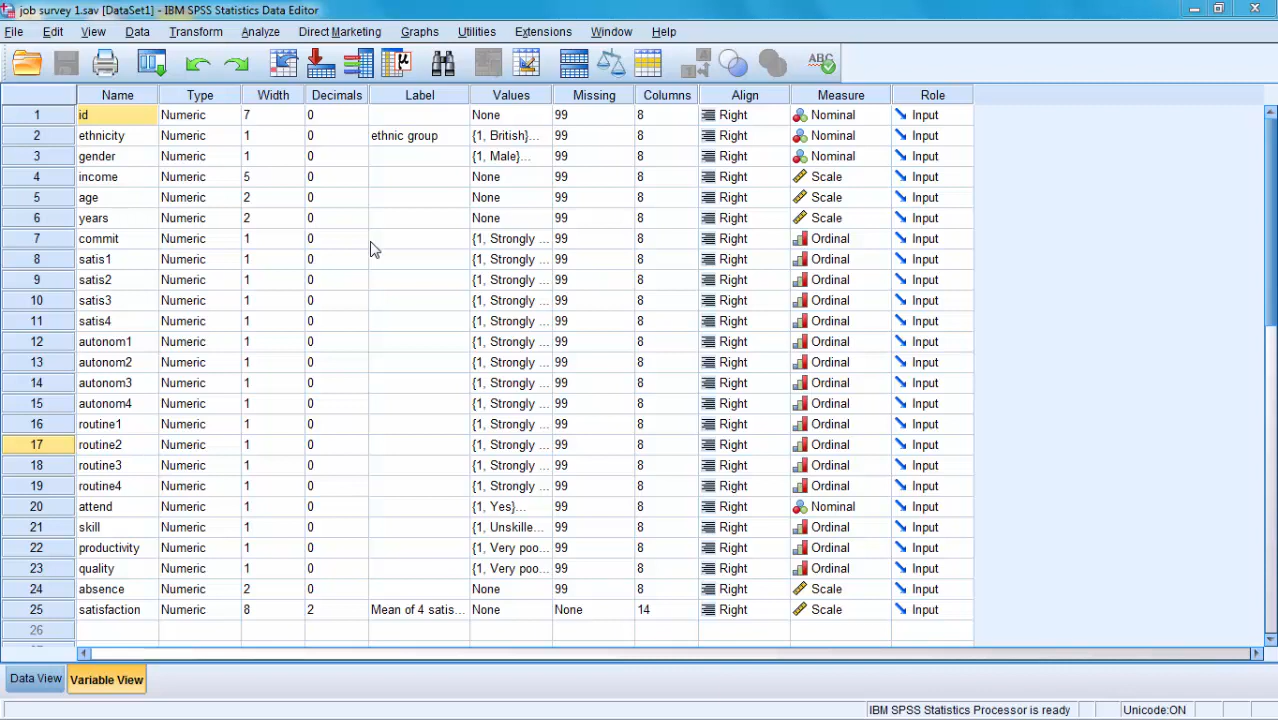 job survey 1.sav [DataSet1] - IBM SPSS Statistics Data Editor
File Edit View Data Transform Analyze Direct Marketing Graphs Utilities Extensions Window Help
Name Type Width Decimals Label Values Missing Columns Align Measure Role
1 id Numeric 7 0 None 99 8 Right Nominal Input
2 ethnicity Numeric 1 0 ethnic group {1, British}... 99 8 Right Nominal Input
3 gender Numeric 1 0 {1, Male}... 99 8 Right Nominal Input
4 income Numeric 5 0 None 99 8 Right Scale Input
5 age Numeric 2 0 None 99 8 Right Scale Input
6 years Numeric 2 0 None 99 8 Right Scale Input
7 commit Numeric 1 0 {1, Strongly ... 99 8 Right Ordinal Input
8 satis1 Numeric 1 0 {1, Strongly ... 99 8 Right Ordinal Input
9 satis2 Numeric 1 0 {1, Strongly ... 99 8 Right Ordinal Input
10 satis3 Numeric 1 0 {1, Strongly ... 99 8 Right Ordinal Input
11 satis4 Numeric 1 0 {1, Strongly ... 99 8 Right Ordinal Input
12 autonom1 Numeric 1 0 {1, Strongly ... 99 8 Right Ordinal Input
13 autonom2 Numeric 1 0 {1, Strongly ... 99 8 Right Ordinal Input
14 autonom3 Numeric 1 0 {1, Strongly ... 99 8 Right Ordinal Input
15 autonom4 Numeric 1 0 {1, Strongly ... 99 8 Right Ordinal Input
16 routine1 Numeric 1 0 {1, Strongly ... 99 8 Right Ordinal Input
17 routine2 Numeric 1 0 {1, Strongly ... 99 8 Right Ordinal Input
18 routine3 Numeric 1 0 {1, Strongly ... 99 8 Right Ordinal Input
19 routine4 Numeric 1 0 {1, Strongly ... 99 8 Right Ordinal Input
20 attend Numeric 1 0 {1, Yes}... 99 8 Right Nominal Input
21 skill Numeric 1 0 {1, Unskille... 99 8 Right Ordinal Input
22 productivity Numeric 1 0 {1, Very poo... 99 8 Right Ordinal Input
23 quality Numeric 1 0 {1, Very poo... 99 8 Right Ordinal Input
24 absence Numeric 2 0 None 99 8 Right Scale Input
25 satisfaction Numeric 8 2 Mean of 4 satis... None None 14 Right Scale Input
26
Data View Variable View
IBM SPSS Statistics Processor is ready Unicode:ON